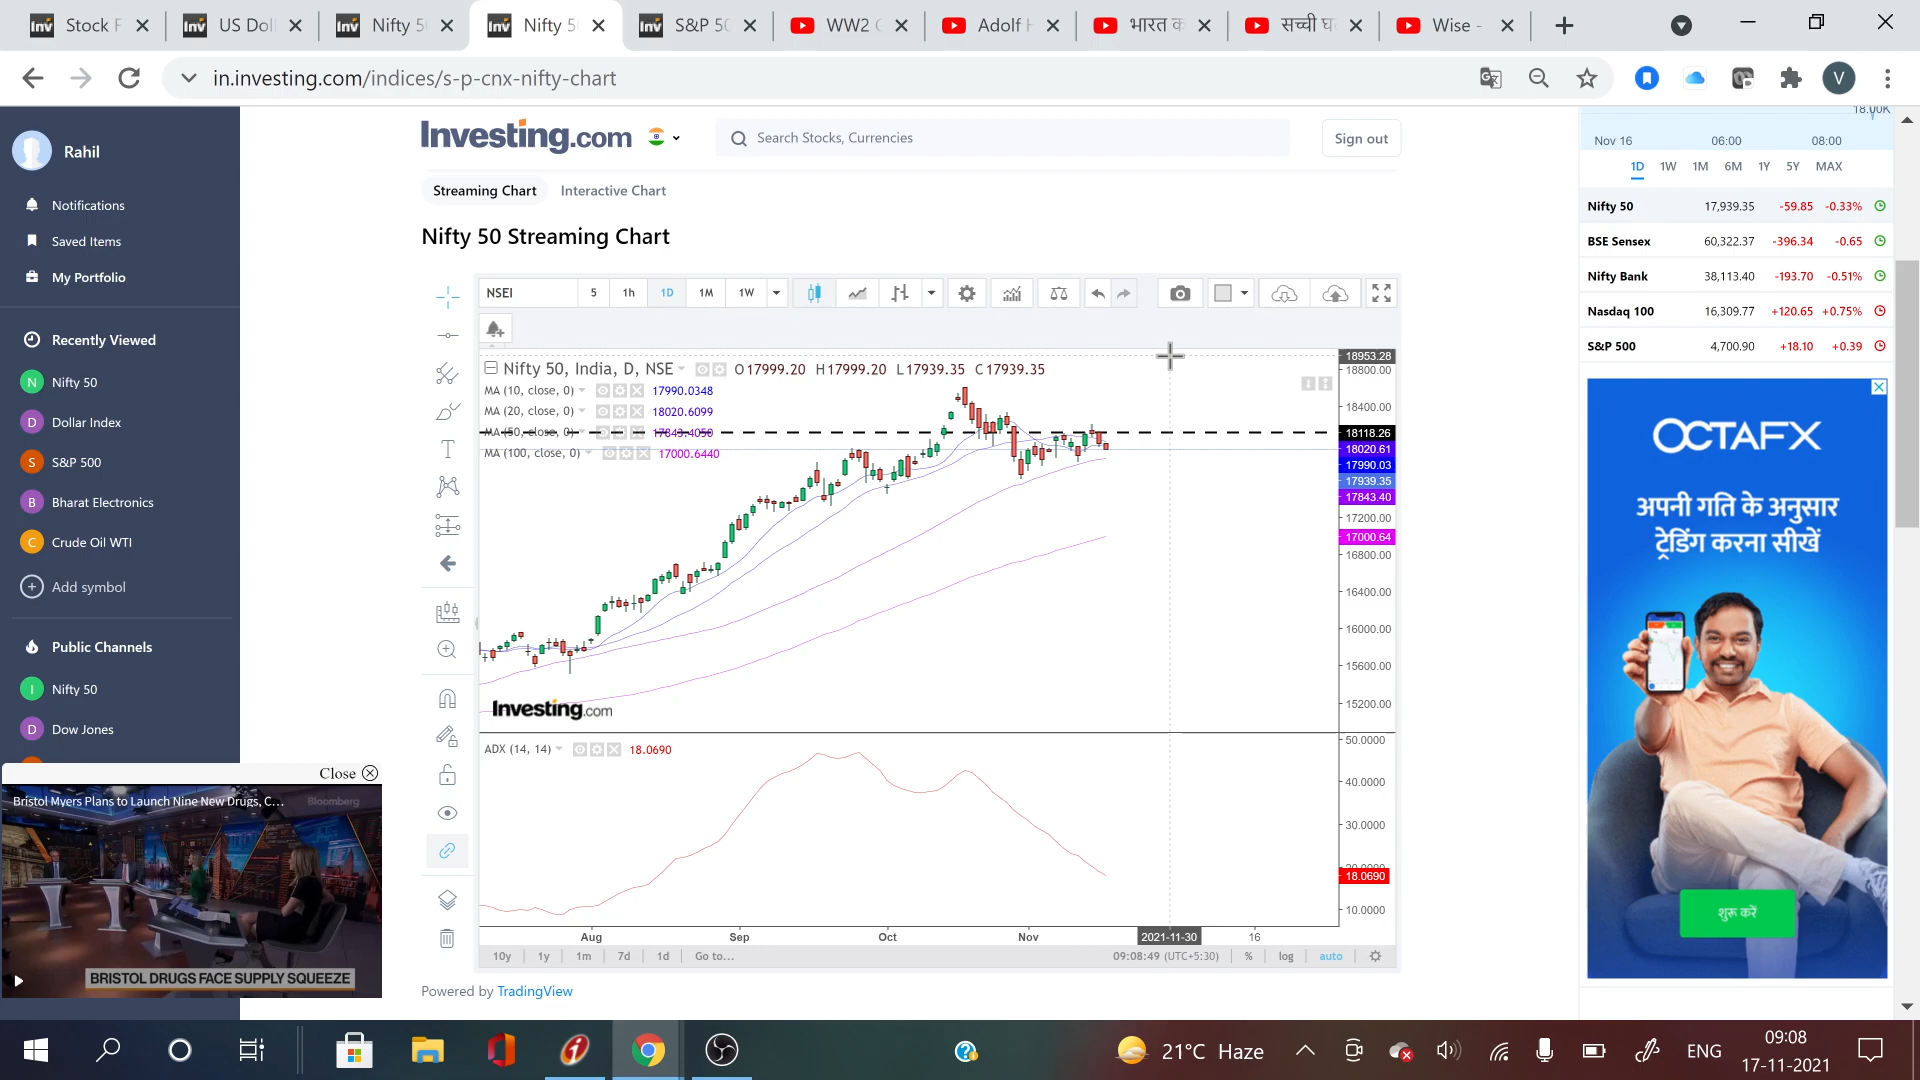 Stock F
US Doll
Nifty 5
Nifty 5
S&P 50
WW2 C
Adolf H
भारत क
सच्ची घ
Wise -
in.investing.com/indices/s-p-cnx-nifty-chart
V
Rahil
Notifications
Saved Items
My Portfolio
Recently Viewed
N Nifty 50
D Dollar Index
S S&P 500
B Bharat Electronics
C Crude Oil WTI
Add symbol
Public Channels
I Nifty 50
D Dow Jones
Close
Bristol Myers Plans to Launch Nine New Drugs, C...
Bloomberg
BRISTOL DRUGS FACE SUPPLY SQUEEZE
Investing.com
Search Stocks, Currencies
Sign out
Streaming Chart
Interactive Chart
Nifty 50 Streaming Chart
NSEI 5 1h 1D 1M 1W
Nifty 50, India, D, NSE O 17999.20 H 17999.20 L 17939.35 C 17939.35
MA (10, close, 0) 17990.0348
MA (20, close, 0) 18020.6099
MA (50, close, 0) 17843.4050
MA (100, close, 0) 17000.6440
18953.28
18800.00
18400.00
18118.26
18020.61
17990.03
17939.35
17843.40
17200.00
17000.64
16800.00
16400.00
16000.00
15600.00
15200.00
Investing.com
ADX (14, 14) 18.0690
50.0000
40.0000
30.0000
20.0000
18.0690
10.0000
Aug Sep Oct Nov 2021-11-30 16
10y 1y 1m 7d 1d Go to... 09:08:49 (UTC+5:30) % log auto
Powered by TradingView
18.00K
Nov 16 06:00 08:00
1D 1W 1M 6M 1Y 5Y MAX
Nifty 50 17,939.35 -59.85 -0.33%
BSE Sensex 60,322.37 -396.34 -0.65
Nifty Bank 38,113.40 -193.70 -0.51%
Nasdaq 100 16,309.77 +120.65 +0.75%
S&P 500 4,700.90 +18.10 +0.39
OCTAFX
अपनी गति के अनुसार
ट्रेडिंग करना सीखें
शुरू करें
21°C Haze
ENG
09:08
17-11-2021